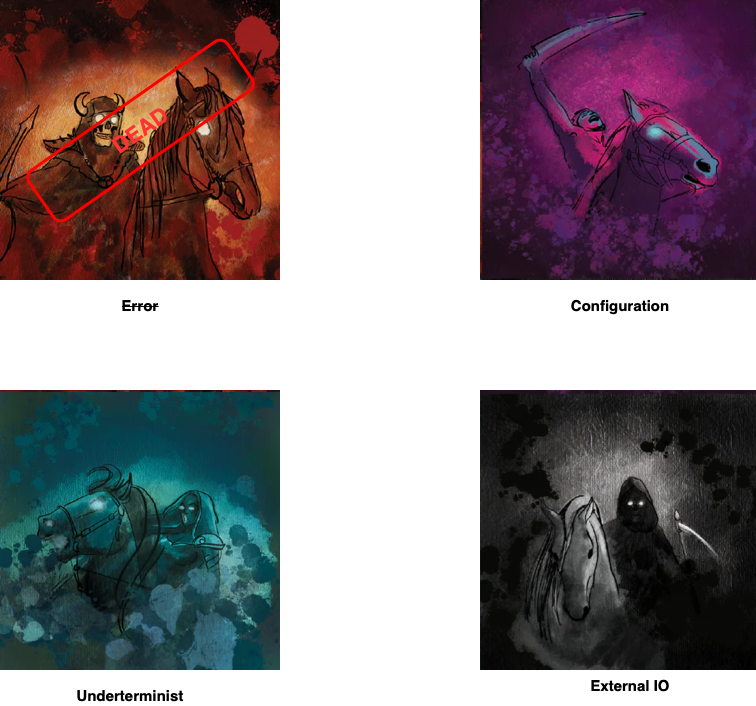 DEAD
Error
Configuration
Underterminist
External IO